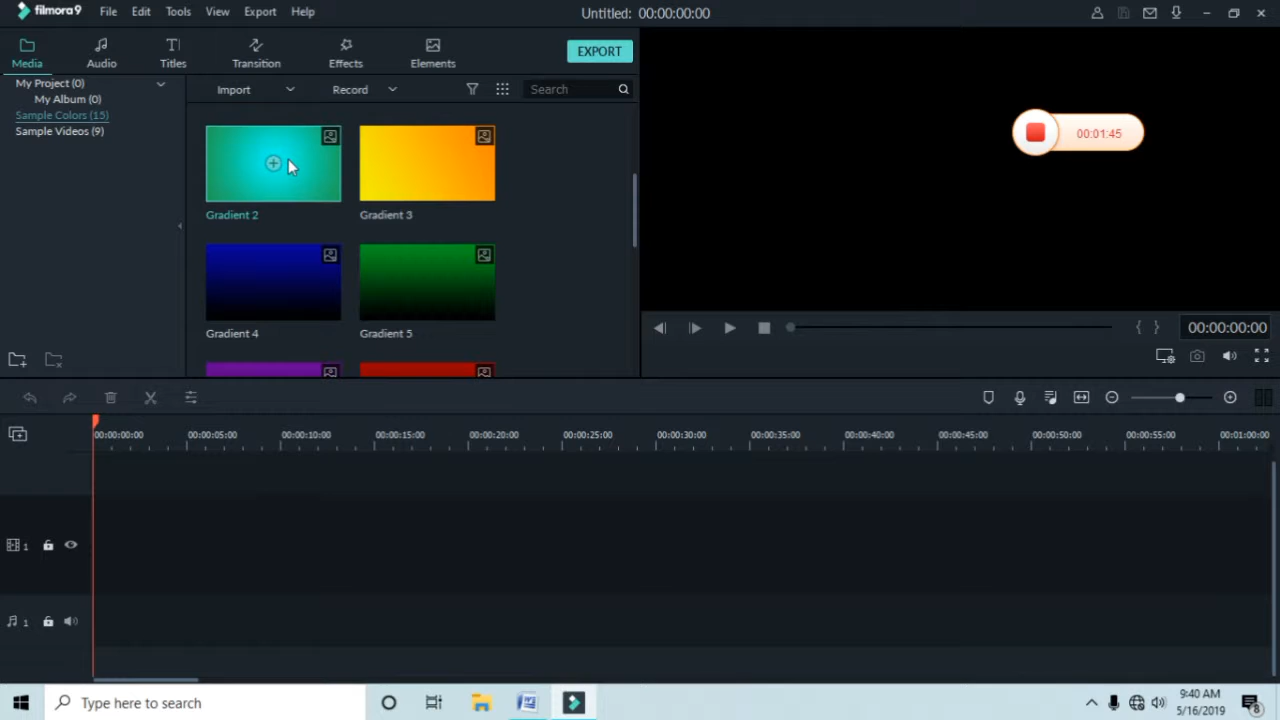 filmora9 File Edit Tools View Export Help Untitled: 00:00:00:00
Media Audio Titles Transition Effects Elements EXPORT
My Project (0)
My Album (0)
Sample Colors (15)
Sample Videos (9)
Import Record Search
Gradient 2 Gradient 3
Gradient 4 Gradient 5
00:01:45
{ } 00:00:00:00
00:00:00:00 00:00:05:00 00:00:10:00 00:00:15:00 00:00:20:00 00:00:25:00 00:00:30:00 00:00:35:00 00:00:40:00 00:00:45:00 00:00:50:00 00:00:55:00 00:01:00:00
1
1
Type here to search
9:40 AM
5/16/2019
8